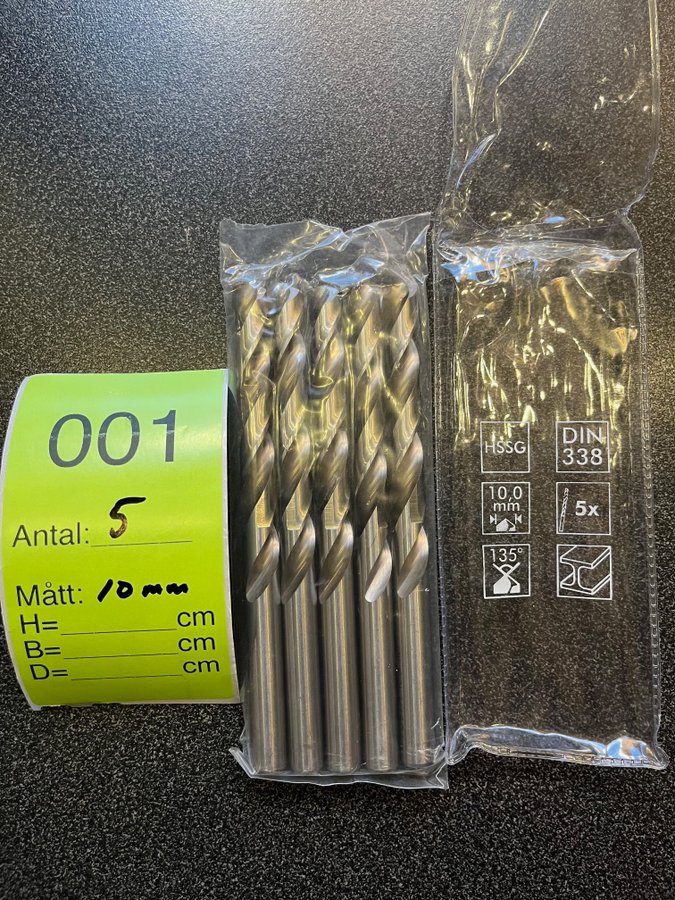 001
Antal: 5
Mått: 10 mm
H= cm
B= cm
D= cm
HSSG
DIN
338
10,0
mm
5x
135°